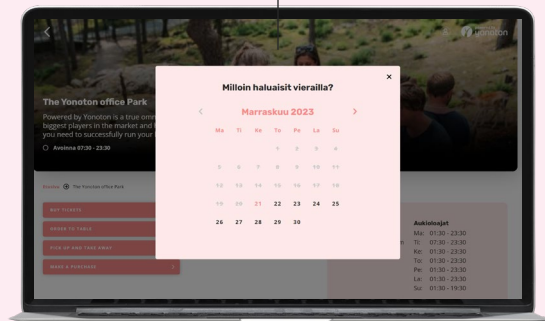 Yonoton
×
Milloin haluaisit vierailla?
< Marraskuu 2023 >
Ma Ti Ke To Pe La Su
1 2 3 4
5 6 7 8 9 10 11
12 13 14 15 16 17 18
19 20 21 22 23 24 25
26 27 28 29 30
The Yonoton office Park
Powered by Yonoton is a true omn
biggest players in the market and
you need to successfully run your
Avoinna 07:30 - 23:30
The Yonoton office Park
BUY TICKETS
ORDER TO TABLE
PICK UP AND TAKE AWAY
MAKE A PURCHASE
Aukioloajat
Ma: 01:30 - 23:30
Ti: 07:30 - 23:30
Ke: 01:30 - 23:30
To: 01:30 - 23:30
Pe: 01:30 - 23:30
La: 01:30 - 23:30
Su: 01:30 - 19:30